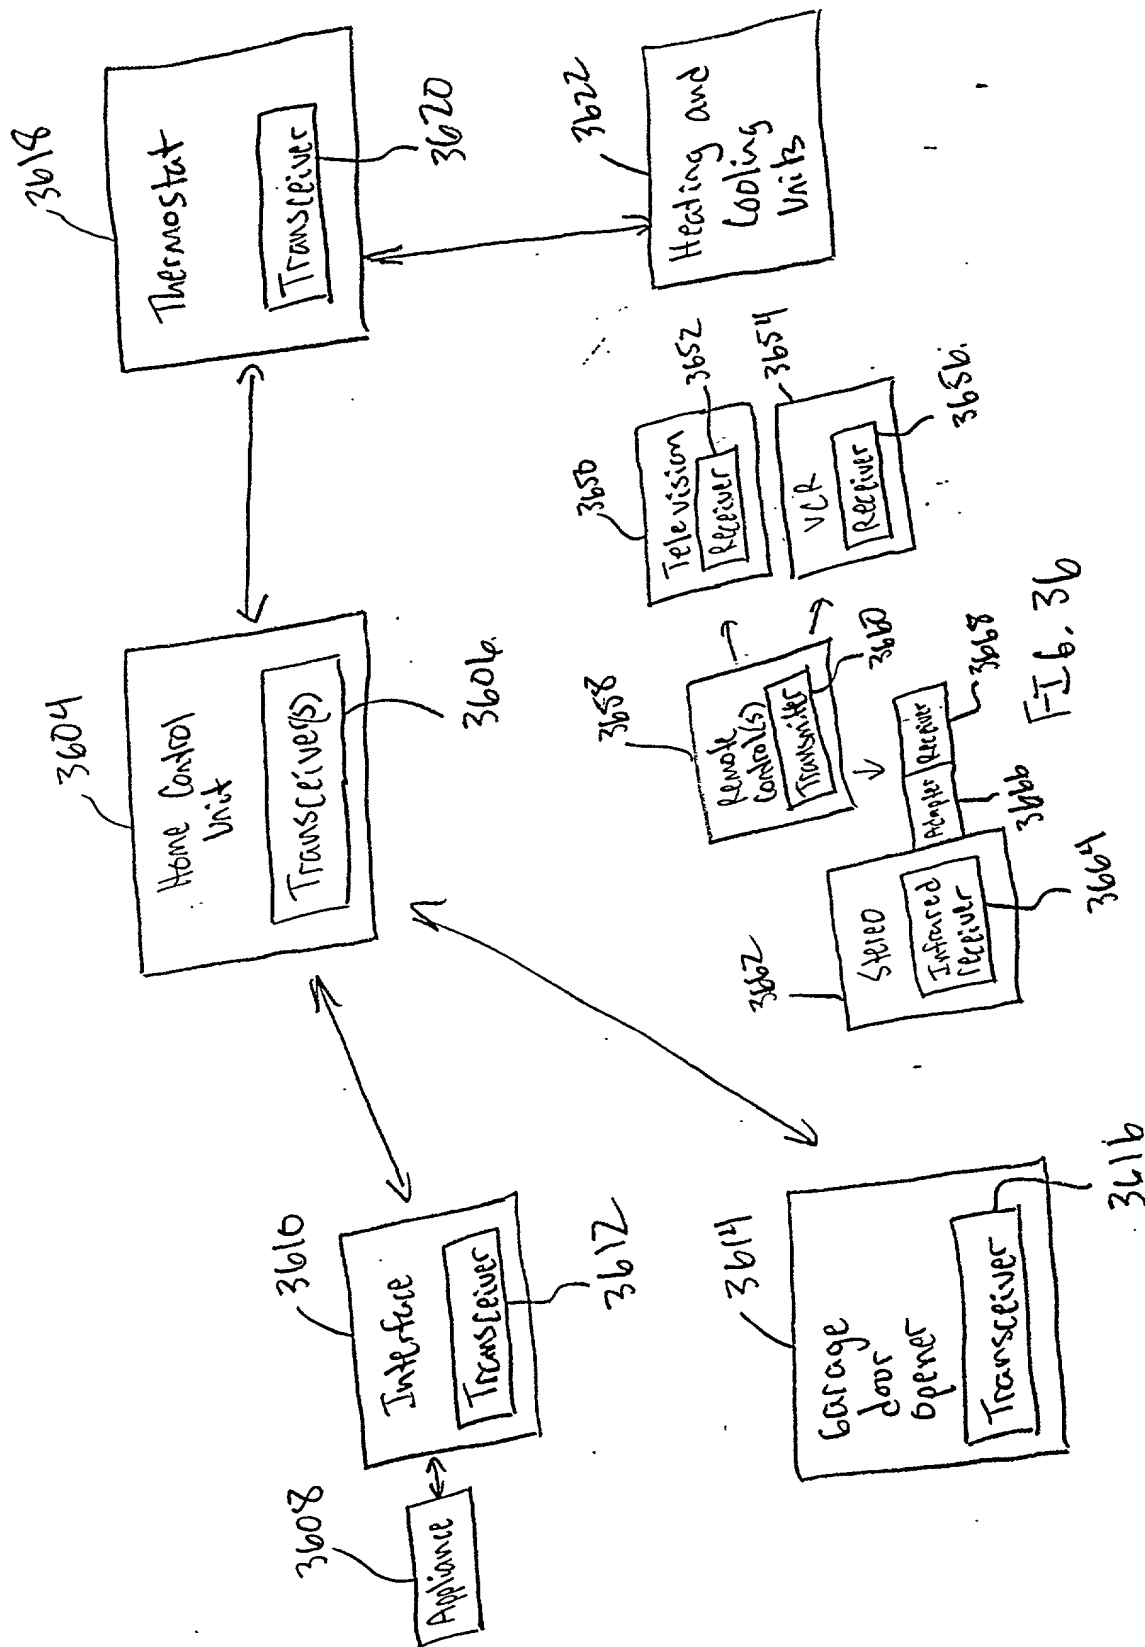 3604
Home Control
Unit
Transceiver(s)
3606
3618
Thermostat
Transceiver
3620
3610
Interface
Transceiver
3612
3608
Appliance
3614
Garage
door
opener
Transceiver
3616
3622
Heating and
Cooling
Units
3650
Television
Receiver
3652
3654
VCR
Receiver
3656
3658
Remote
Control(s)
Transmitter
3660
3662
Stereo
Infrared
receiver
3664
Adapter
3666
Receiver
3668
FIG. 36